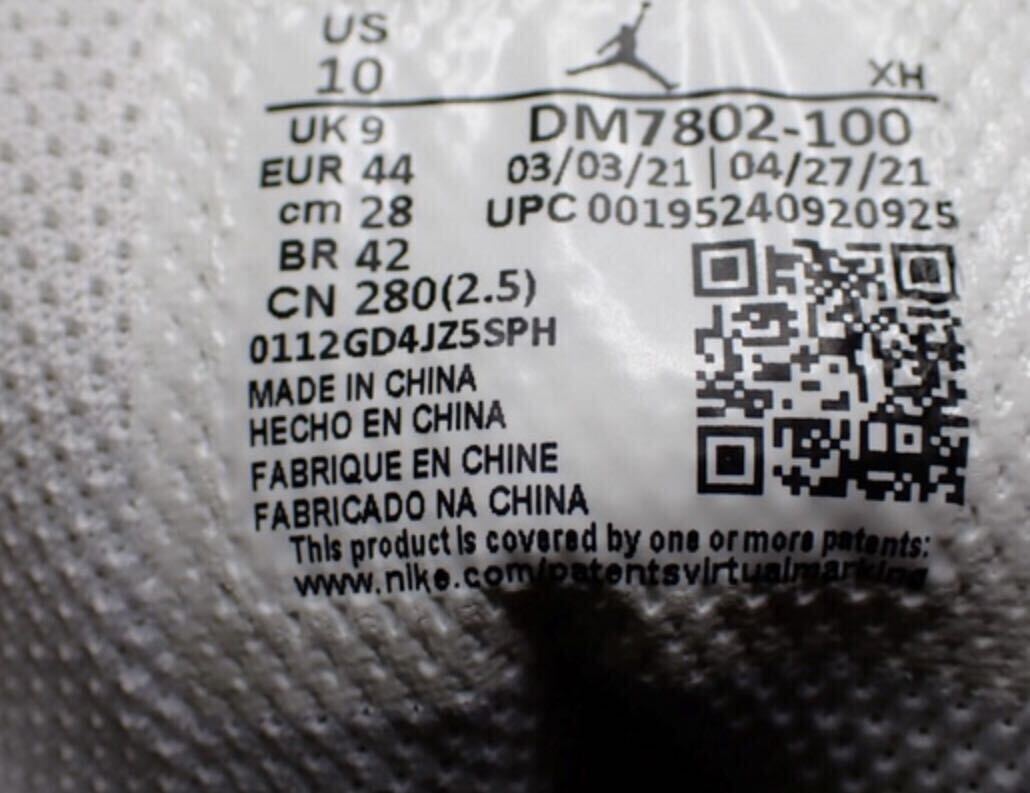 US
10
XH
UK 9
DM7802-100
EUR 44
03/03/21 | 04/27/21
cm 28
UPC 00195240920925
BR 42
CN 280(2.5)
0112GD4JZ5SPH
MADE IN CHINA
HECHO EN CHINA
FABRIQUE EN CHINE
FABRICADO NA CHINA
This product is covered by one or more patents:
www.nike.com/patentsvirtualmarking